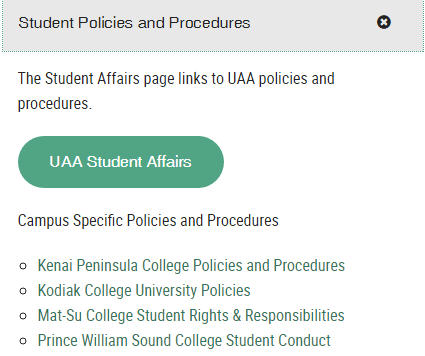 Student Policies and Procedures
The Student Affairs page links to UAA policies and
procedures.
UAA Student Affairs
Campus Specific Policies and Procedures
Kenai Peninsula College Policies and Procedures
Kodiak College University Policies
Mat-Su College Student Rights & Responsibilities
Prince William Sound College Student Conduct